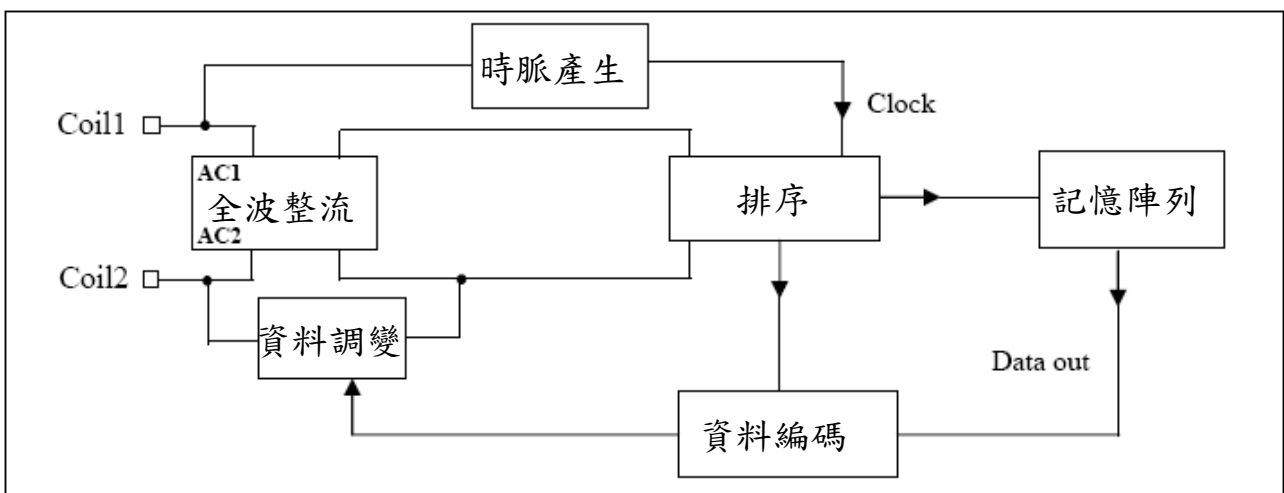 時脈產生
Clock
Coil1
AC1
全波整流
AC2
排序
記憶陣列
Coil2
資料調變
Data out
資料編碼